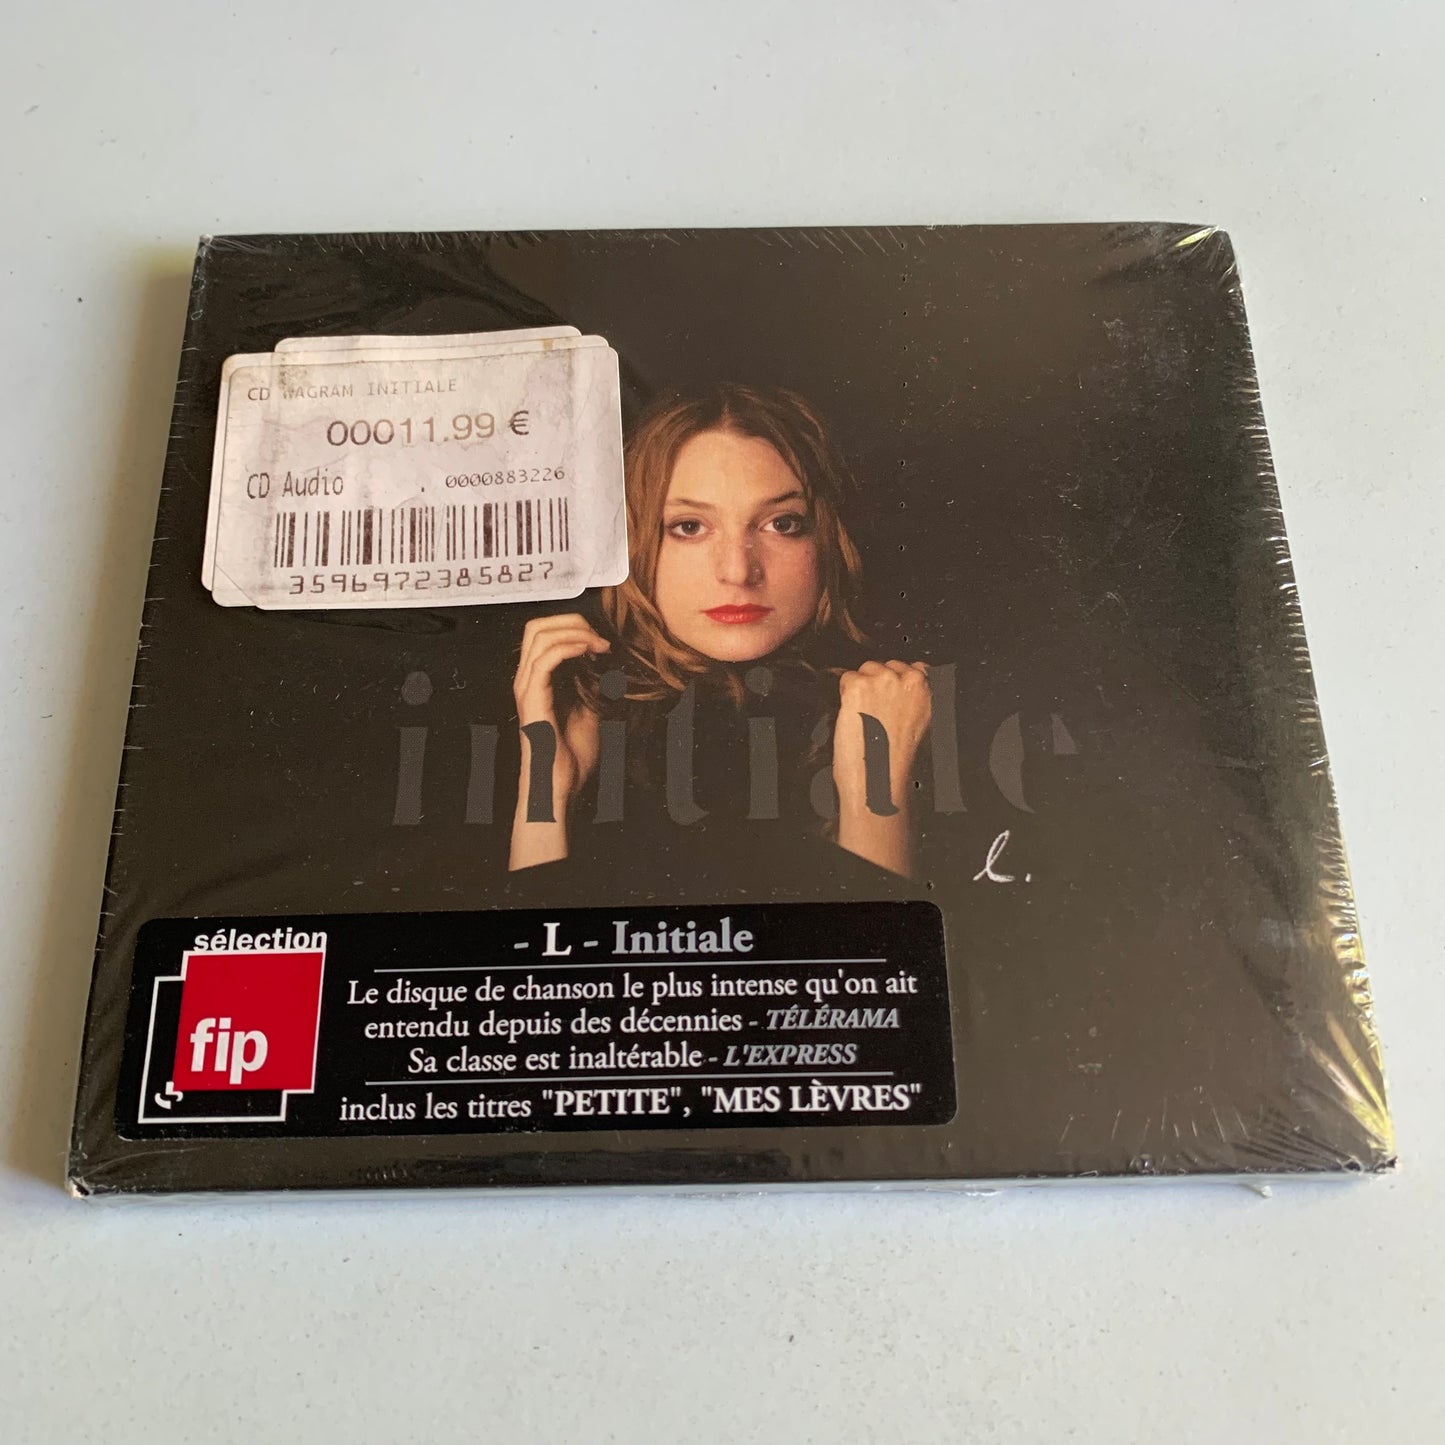 CD WAGRAM INITIALE
00011.99 €
CD Audio . 0000883226
3596972385827
initiale
l.
sélection
fip
- L - Initiale
Le disque de chanson le plus intense qu'on ait
entendu depuis des décennies - TÉLÉRAMA
Sa classe est inaltérable - L'EXPRESS
inclus les titres "PETITE", "MES LÈVRES"